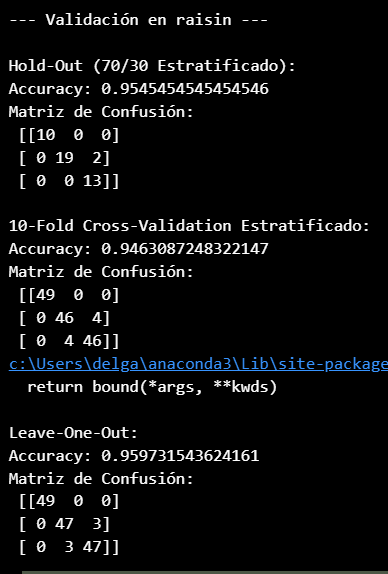 --- Validación en raisin ---
Hold-Out (70/30 Estratificado):
Accuracy: 0.9545454545454546
Matriz de Confusión:
[[10  0  0]
[ 0 19  2]
[ 0  0 13]]
10-Fold Cross-Validation Estratificado:
Accuracy: 0.9463087248322147
Matriz de Confusión:
[[49  0  0]
[ 0 46  4]
[ 0  4 46]]
c:\Users\delga\anaconda3\Lib\site-package
return bound(*args, **kwds)
Leave-One-Out:
Accuracy: 0.959731543624161
Matriz de Confusión:
[[49  0  0]
[ 0 47  3]
[ 0  3 47]]